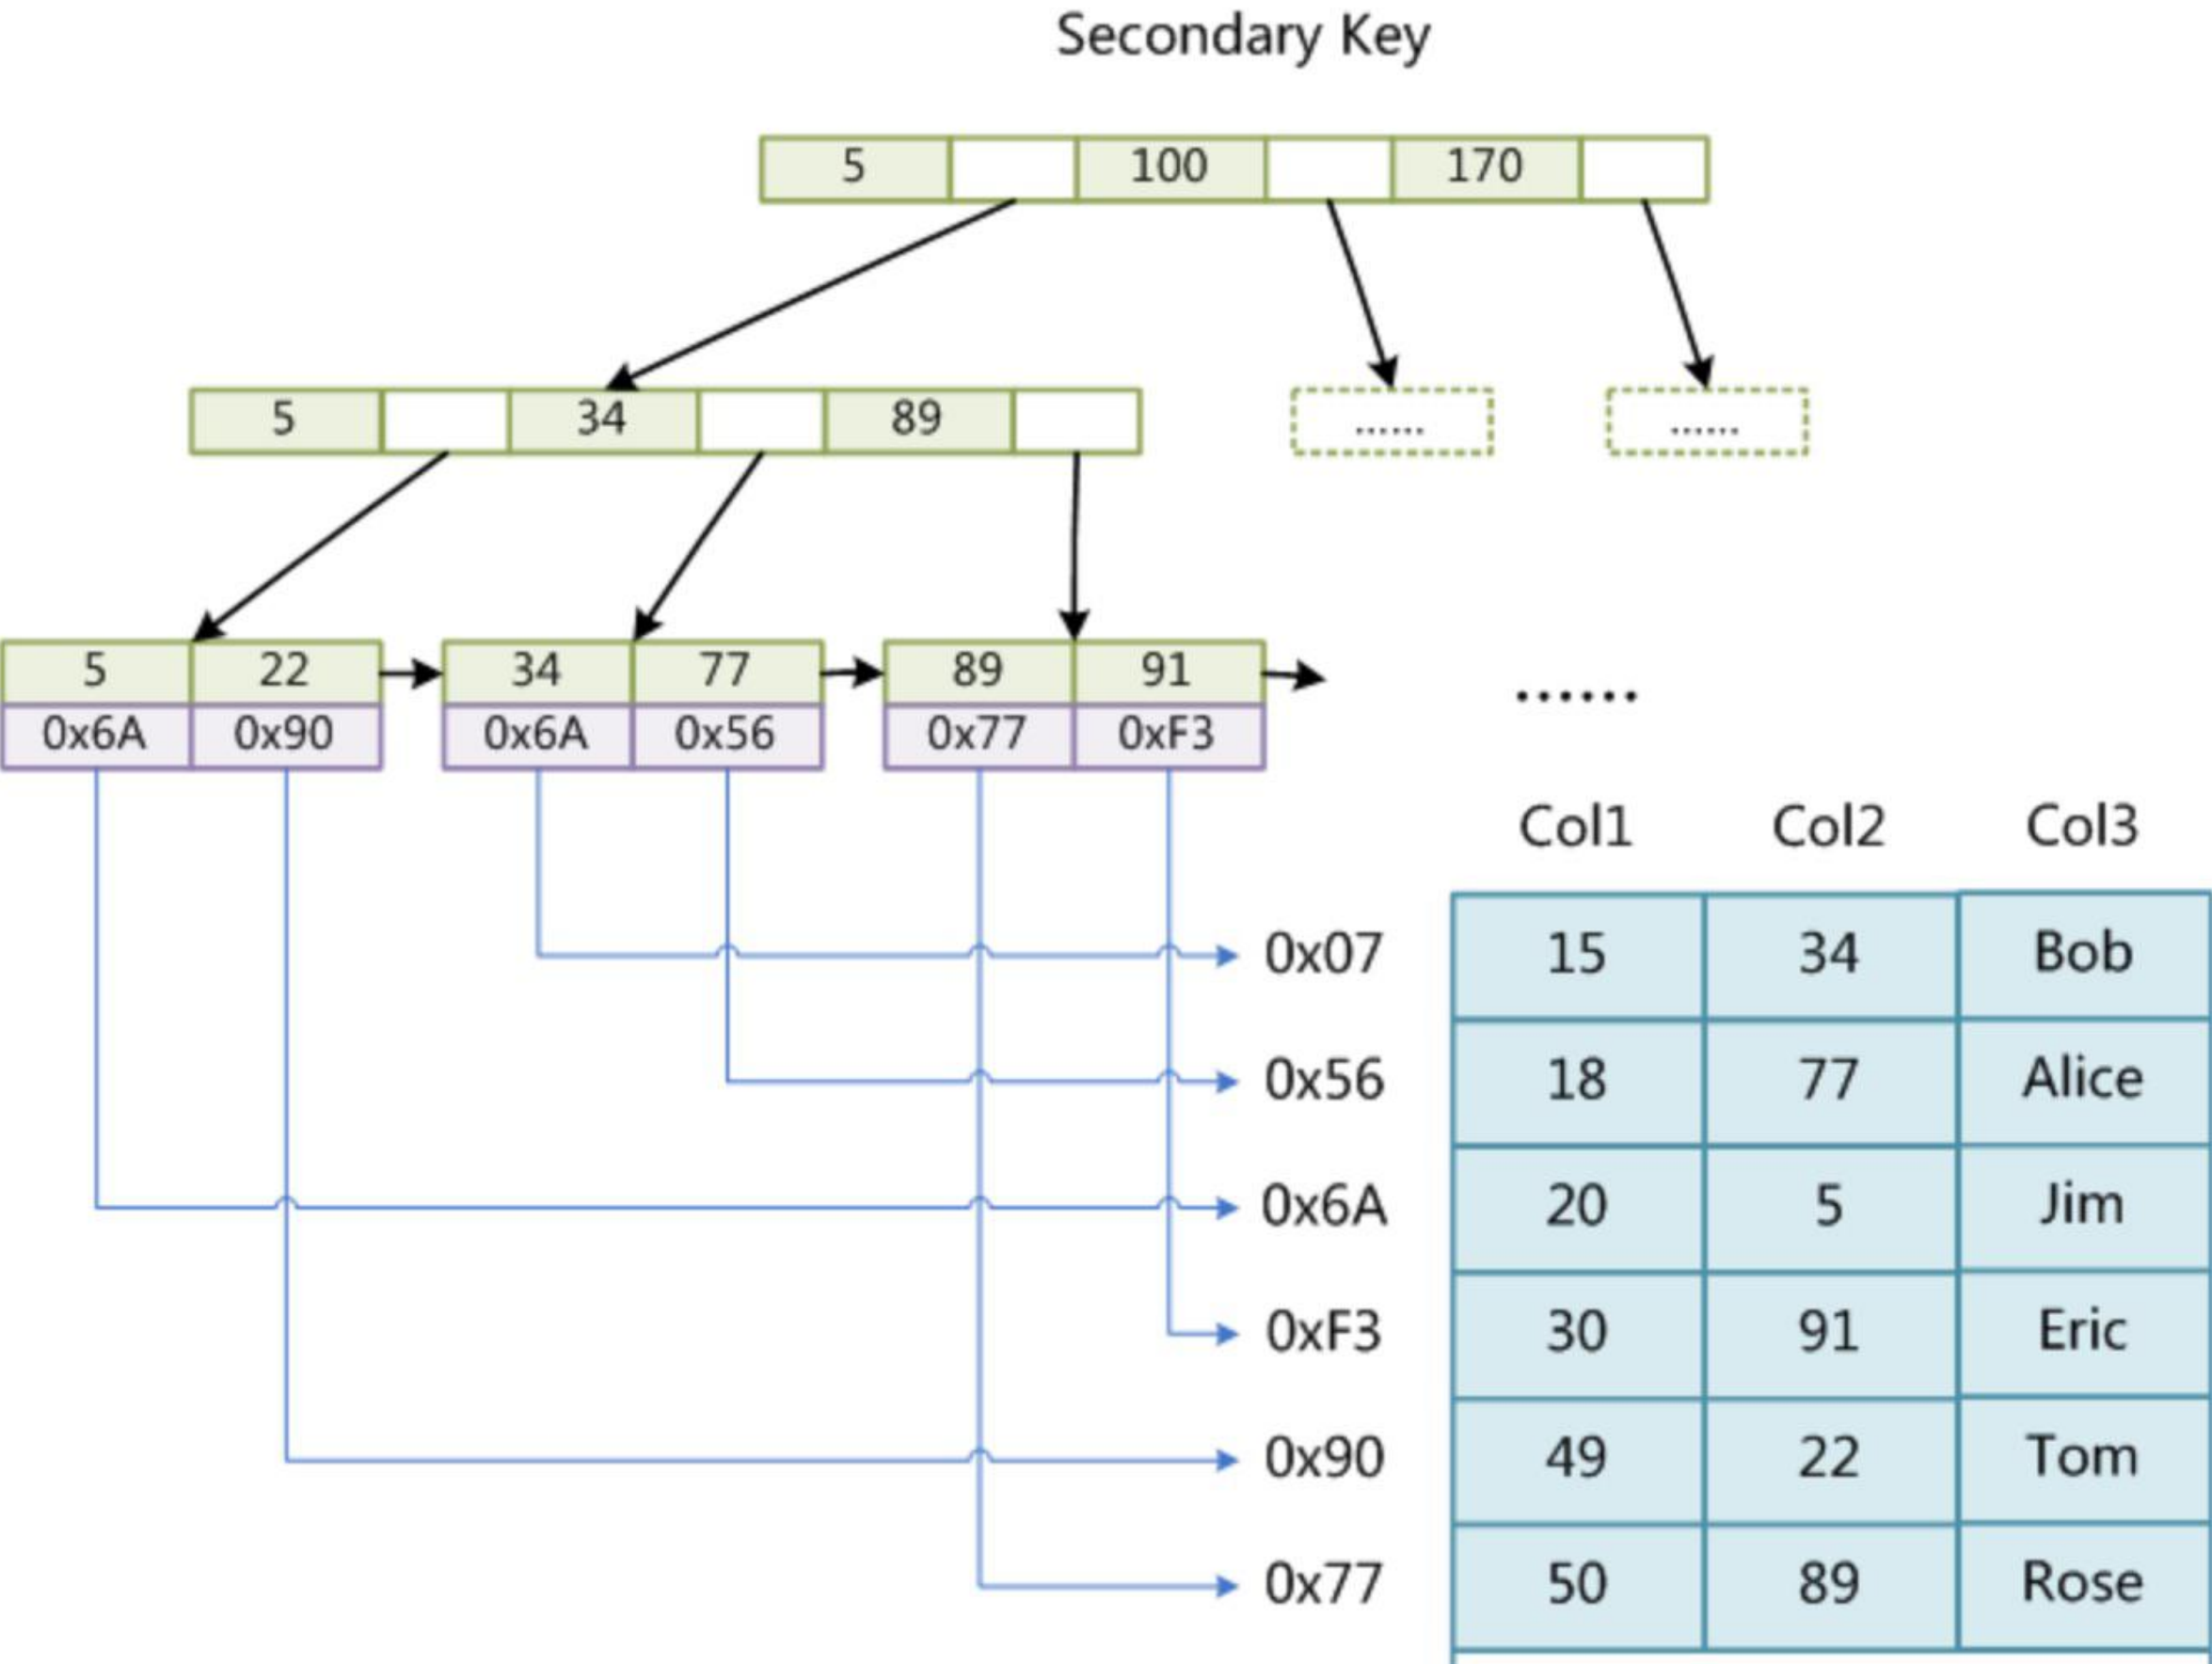 Secondary Key
5 100 170
5 34 89 ...... ......
5 22 34 77 89 91 ......
0x6A 0x90 0x6A 0x56 0x77 0xF3
Col1 Col2 Col3
0x07 15 34 Bob
0x56 18 77 Alice
0x6A 20 5 Jim
0xF3 30 91 Eric
0x90 49 22 Tom
0x77 50 89 Rose